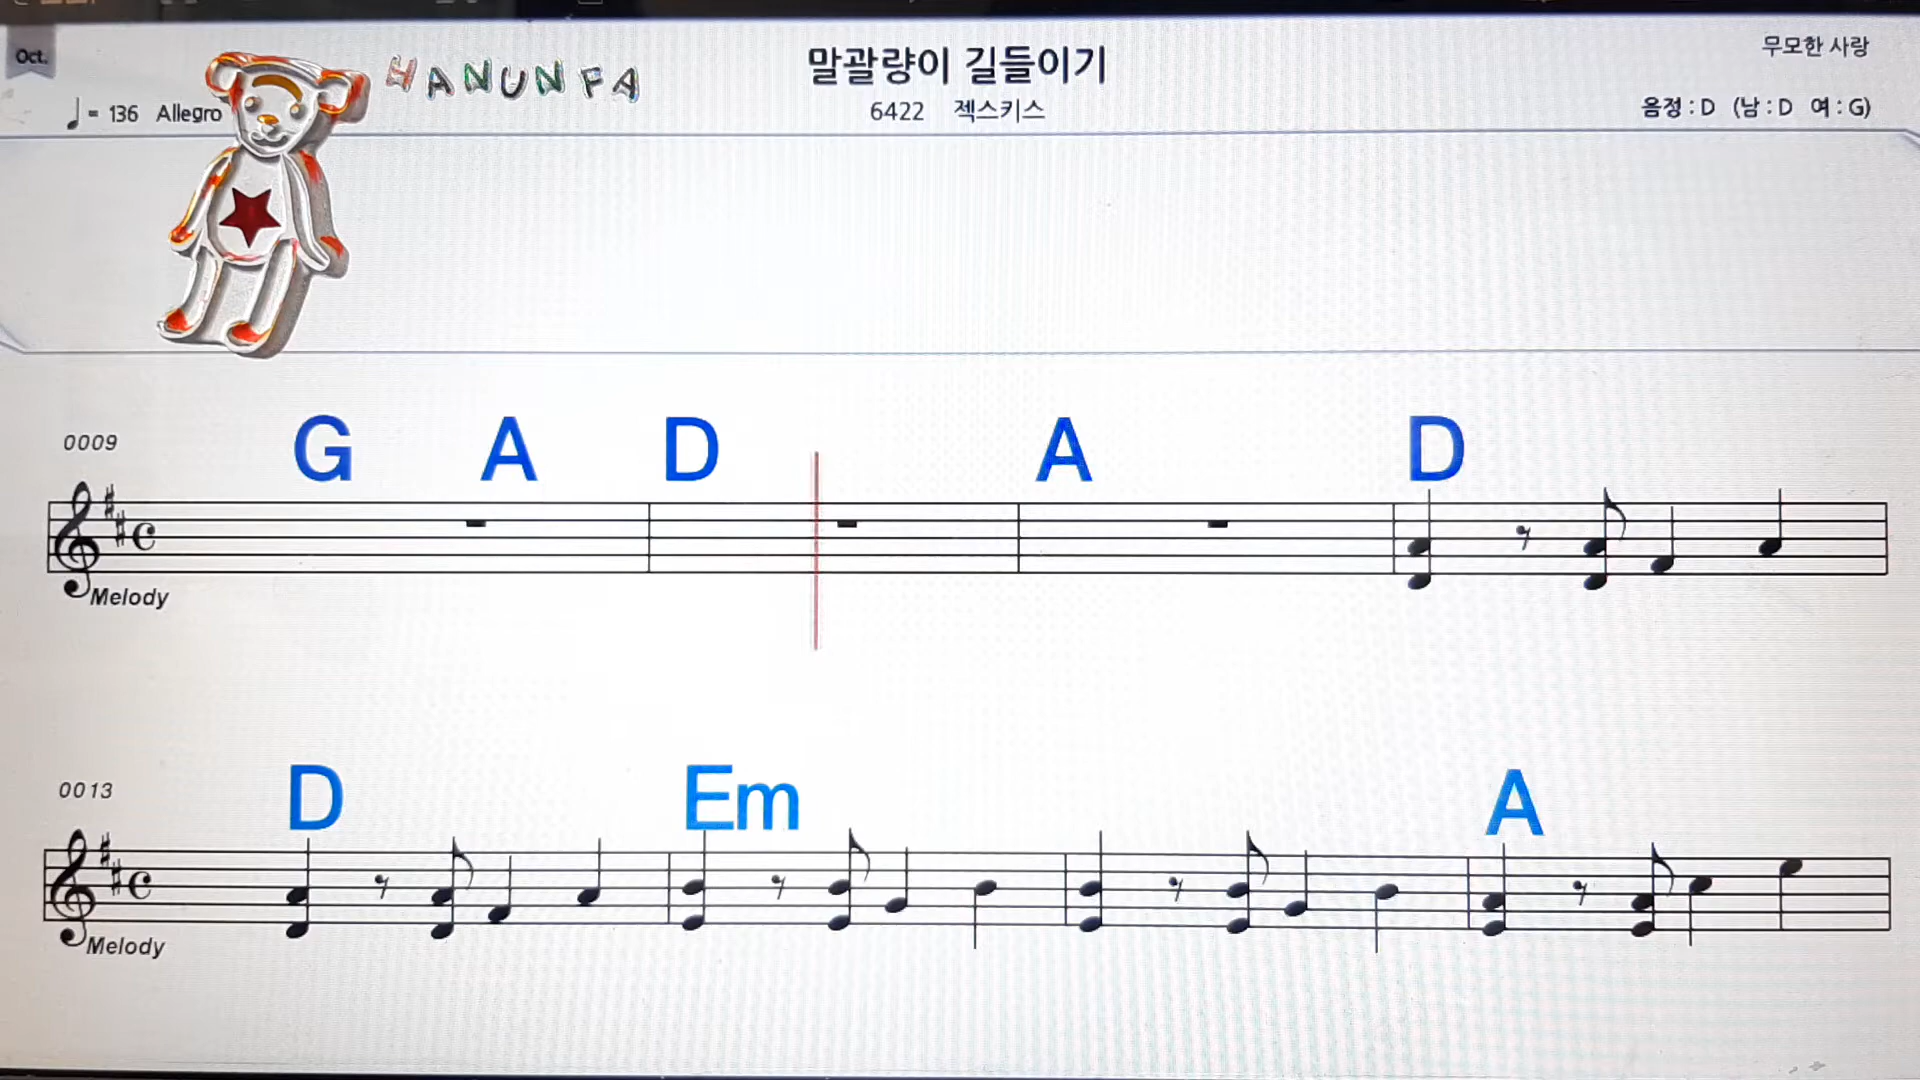 Oct.
HANUNFA
말괄량이 길들이기
무모한 사랑
= 136 Allegro
6422 젝스키스
음정 : D (남 : D 여 : G)
0009
G A D A D
Melody
0013
D Em A
Melody